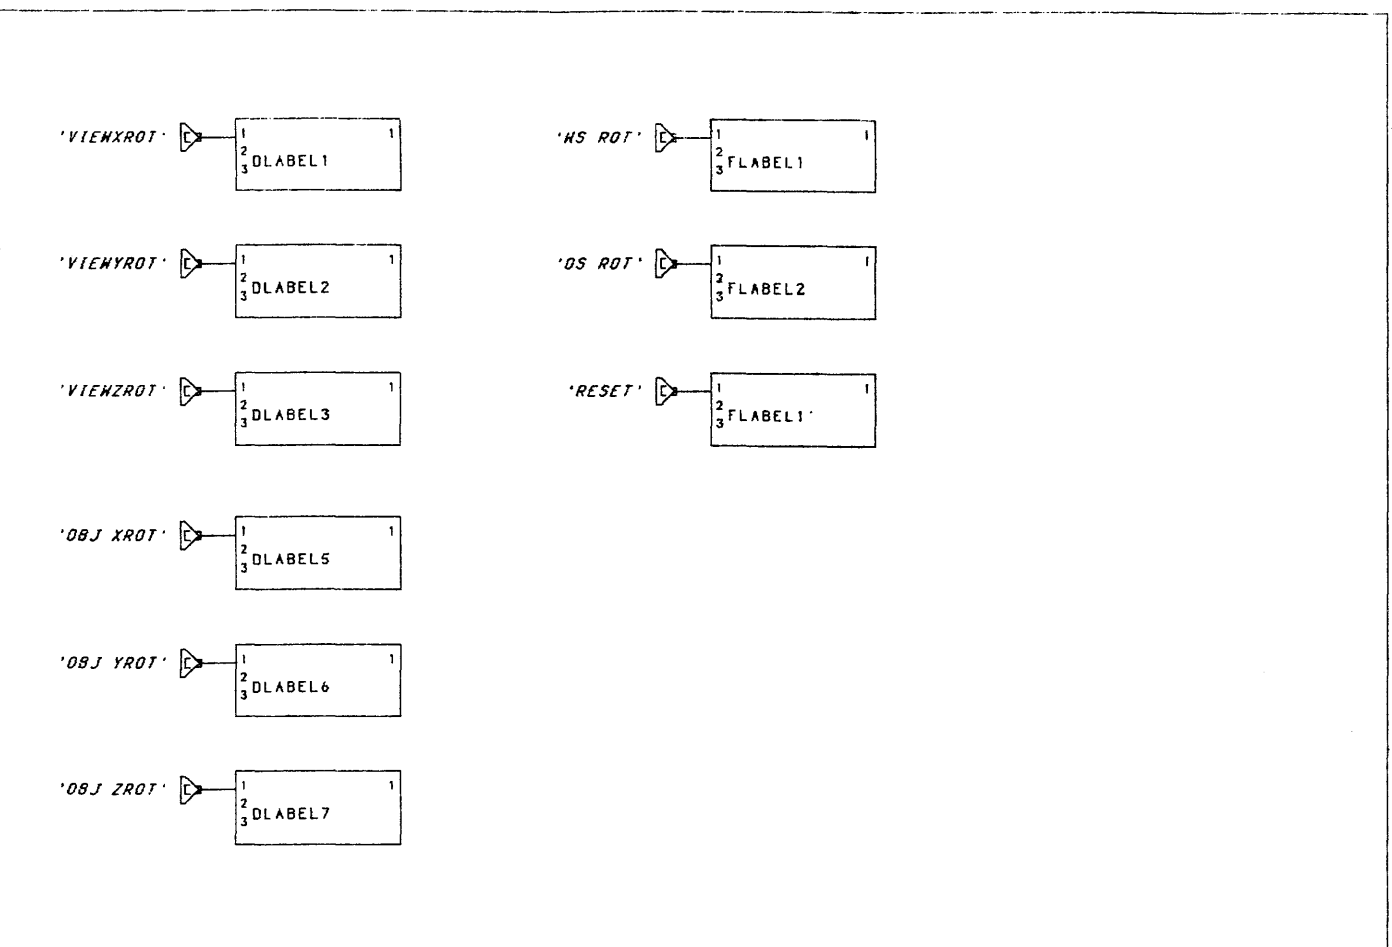 'VIEWXROT' C 1 1
2
3 DLABEL1
'VIEWYROT' C 1 1
2
3 DLABEL2
'VIEWZROT' C 1 1
2
3 DLABEL3
'OBJ XROT' C 1 1
2
3 DLABEL5
'OBJ YROT' C 1 1
2
3 DLABEL6
'OBJ ZROT' C 1 1
2
3 DLABEL7
'WS ROT' C 1 1
2
3 FLABEL1
'OS ROT' C 1 1
2
3 FLABEL2
'RESET' C 1 1
2
3 FLABEL1